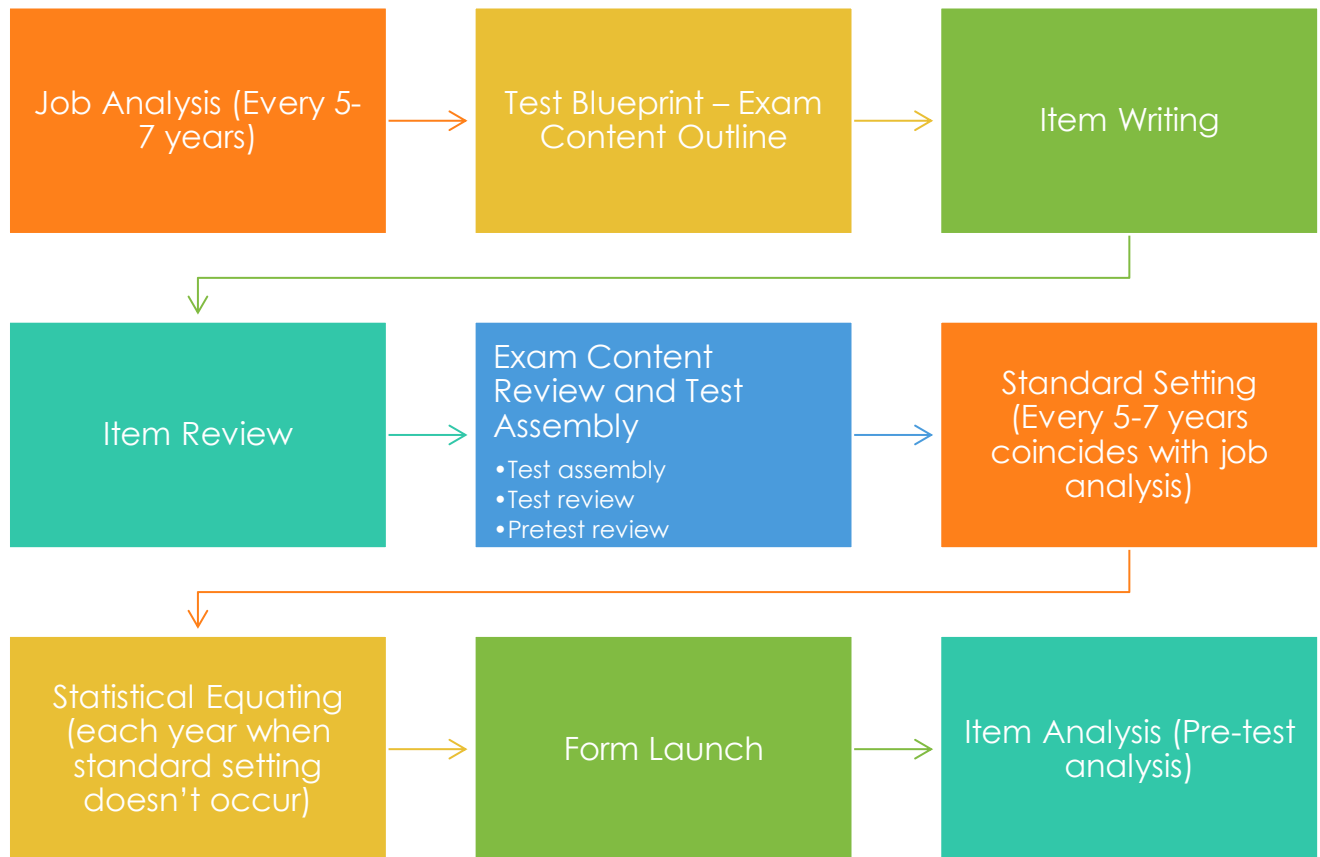 Job Analysis (Every 5-
7 years)
Test Blueprint – Exam
Content Outline
Item Writing
Item Review
Exam Content
Review and Test
Assembly
•Test assembly
•Test review
•Pretest review
Standard Setting
(Every 5-7 years
coincides with job
analysis)
Statistical Equating
(each year when
standard setting
doesn’t occur)
Form Launch
Item Analysis (Pre-test
analysis)